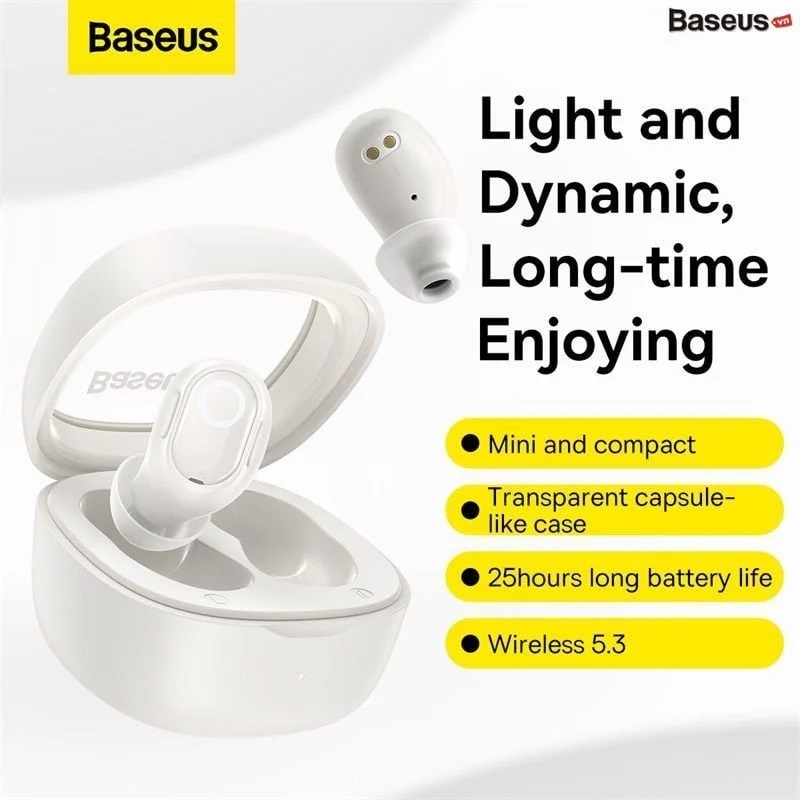 Baseus
Baseus.vn
Light and
Dynamic,
Long-time
Enjoying
Baseus
● Mini and compact
● Transparent capsule-
like case
● 25hours long battery life
● Wireless 5.3